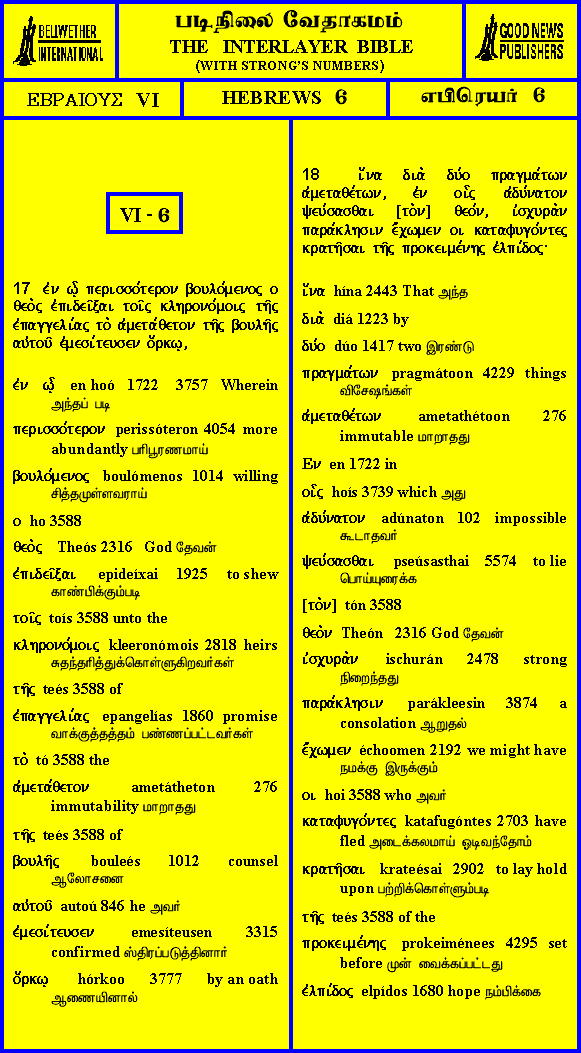 BELLWETHER
INTERNATIONAL
படிநிலை வேதாகமம்
THE INTERLAYER BIBLE
(WITH STRONG'S NUMBERS)
GOOD NEWS
PUBLISHERS
ΕΒΡΑΙΟΥΣ VI
HEBREWS 6
எபிரெயர் 6
VI - 6
17 ἐν ᾧ περισσότερον βουλόμενος ο
θεὸς ἐπιδεῖξαι τοῖς κληρονόμοις τῆς
ἐπαγγελίας τὸ ἀμετάθετον τῆς βουλῆς
αὐτοῦ ἐμεσίτευσεν ὅρκῳ,
ἐν ᾧ en hoó 1722 3757 Wherein
அந்தப் படி
περισσότερον perissóteron 4054 more
abundantly பரிபூரணமாய்
βουλόμενος boulómenos 1014 willing
சித்தமுள்ளவராய்
ο ho 3588
θεὸς Theós 2316 God தேவன்
ἐπιδεῖξαι epideíxai 1925 to shew
காண்பிக்கும்படி
τοῖς toís 3588 unto the
κληρονόμοις kleeronómois 2818 heirs
சுதந்தரித்துக்கொள்ளுகிறவர்கள்
τῆς teés 3588 of
ἐπαγγελίας epangelías 1860 promise
வாக்குத்தத்தம் பண்ணப்பட்டவர்கள்
τὸ tó 3588 the
ἀμετάθετον ametátheton 276
immutability மாறாதது
τῆς teés 3588 of
βουλῆς bouleés 1012 counsel
ஆலோசனை
αὐτοῦ autoú 846 he அவர்
ἐμεσίτευσεν emesíteusen 3315
confirmed ஸ்திரப்படுத்தினார்
ὅρκῳ hórkoo 3777 by an oath
ஆணையினால்
18 ἵνα διὰ δύο πραγμάτων
ἀμεταθέτων, ἐν οἷς ἀδύνατον
ψεύσασθαι [τὸν] θεόν, ἰσχυρὰν
παράκλησιν ἔχωμεν οι καταφυγόντες
κρατῆσαι τῆς προκειμένης ἐλπίδος·
ἵνα hína 2443 That அந்த
διὰ diá 1223 by
δύο dúo 1417 two இரண்டு
πραγμάτων pragmátoon 4229 things
விசேஷங்கள்
ἀμεταθέτων ametathétoon 276
immutable மாறாதது
Εν en 1722 in
οἷς hoís 3739 which அது
ἀδύνατον adúnaton 102 impossible
கூடாதவர்
ψεύσασθαι pseúsasthai 5574 to lie
பொய்யுரைக்க
[τὸν] tón 3588
θεὸν Theón 2316 God தேவன்
ἰσχυρὰν ischurán 2478 strong
நிறைந்தது
παράκλησιν parákleesin 3874 a
consolation ஆறுதல்
ἔχωμεν échoomen 2192 we might have
நமக்கு இருக்கும்
οι hoi 3588 who அவர்
καταφυγόντες katafugóntes 2703 have
fled அடைக்கலமாய் ஓடிவந்தோம்
κρατῆσαι krateésai 2902 to lay hold
upon பற்றிக்கொள்ளும்படி
τῆς teés 3588 of the
προκειμένης prokeiménees 4295 set
before முன் வைக்கப்பட்டது
ἐλπίδος elpídos 1680 hope நம்பிக்கை